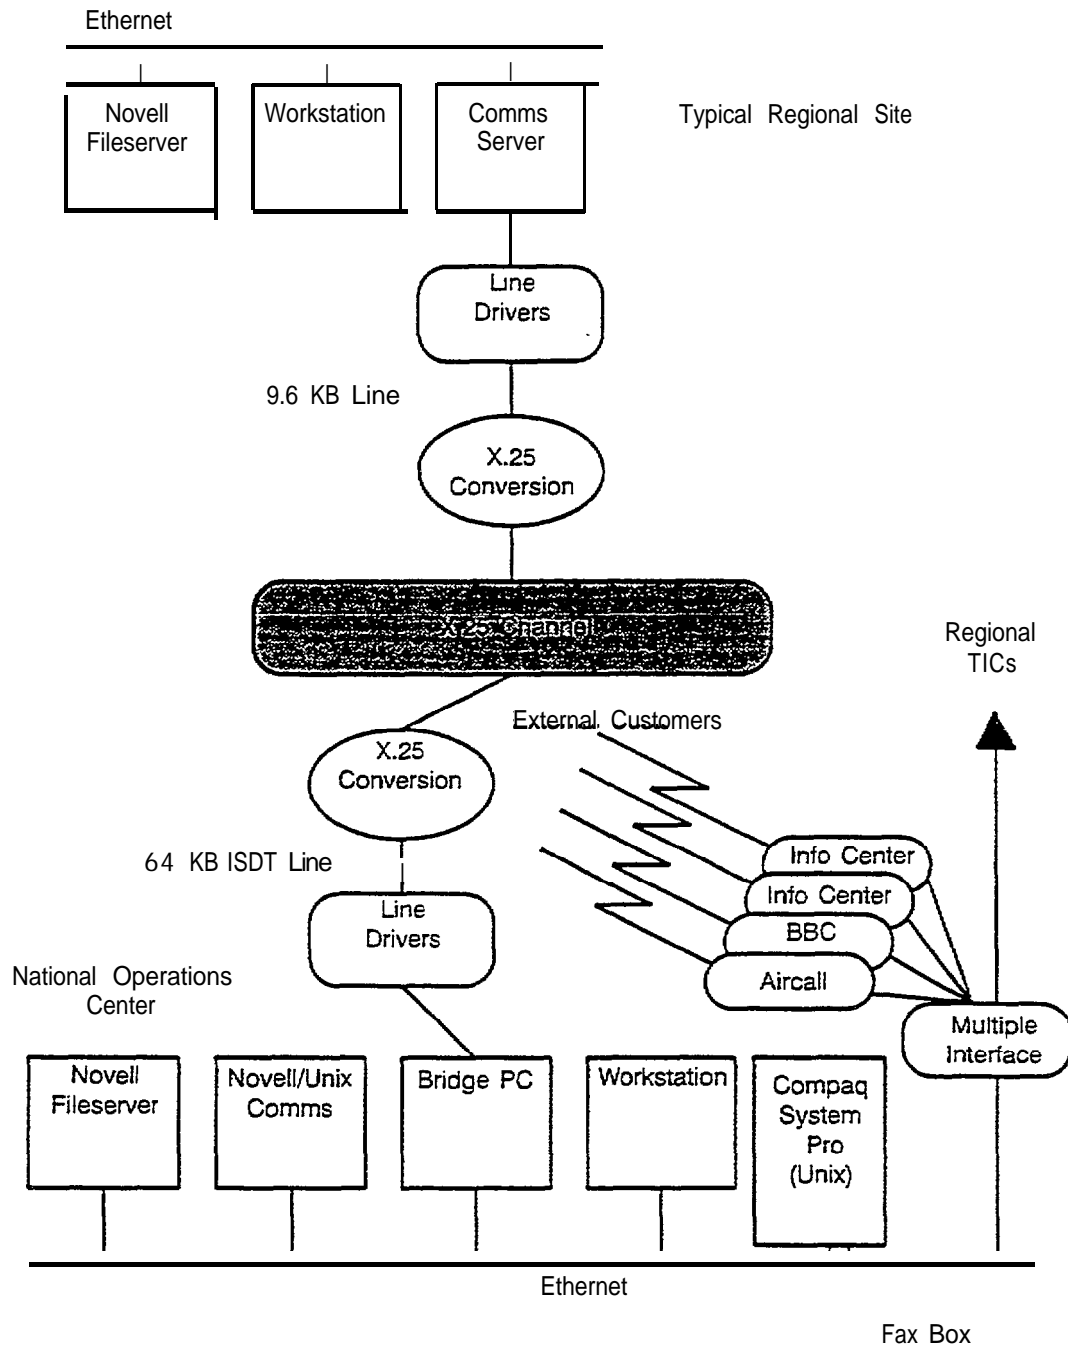 Ethernet
Novell
Fileserver
Workstation
Comms
Server
Typical Regional Site
Line
Drivers
9.6 KB Line
X.25
Conversion
X.25 Channel
Regional
TICs
External Customers
X.25
Conversion
64 KB ISDT Line
Info Center
Info Center
BBC
Aircall
Line
Drivers
National Operations
Center
Multiple
Interface
Novell
Fileserver
Novell/Unix
Comms
Bridge PC
Workstation
Compaq
System
Pro
(Unix)
Ethernet
Fax Box